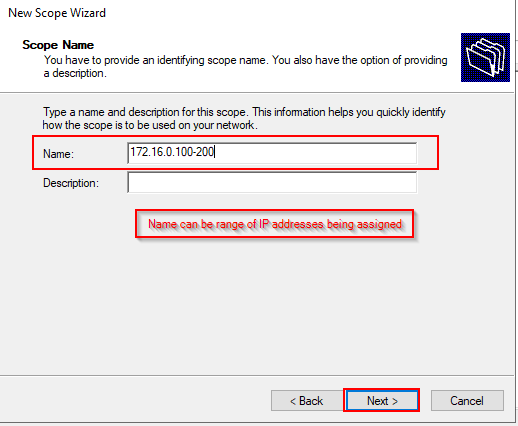 New Scope Wizard
Scope Name
You have to provide an identifying scope name. You also have the option of providing
a description.
Type a name and description for this scope. This information helps you quickly identify
how the scope is to be used on your network.
Name:
172.16.0.100-200
Description:
Name can be range of IP addresses being assigned
< Back
Next >
Cancel